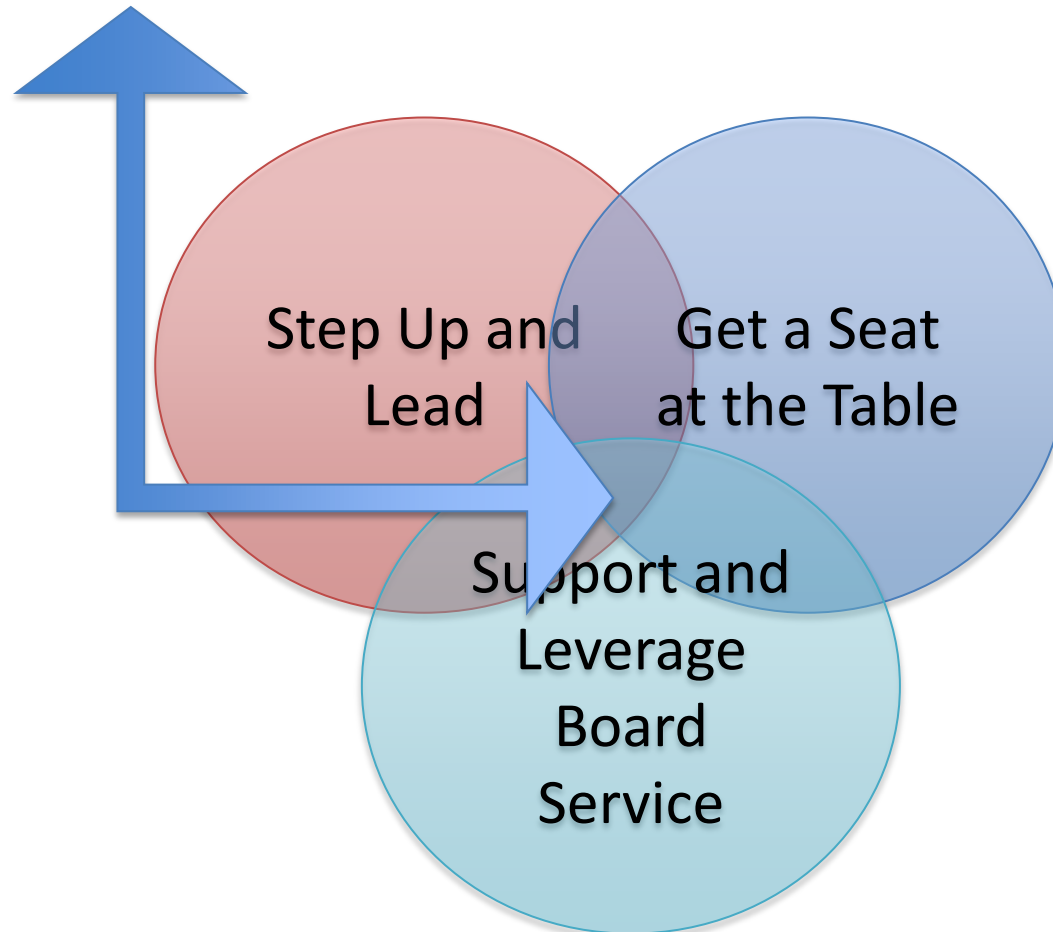 Step Up and
Lead
Get a Seat
at the Table
Support and
Leverage
Board
Service